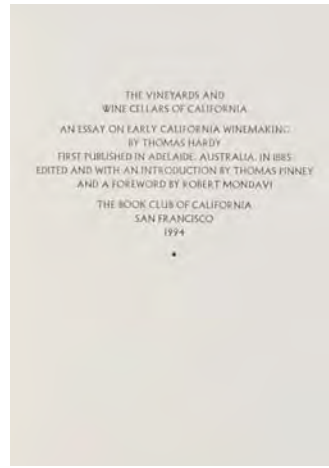 THE VINEYARDS AND
WINE CELLARS OF CALIFORNIA
AN ESSAY ON EARLY CALIFORNIA WINEMAKING
BY THOMAS HARDY
FIRST PUBLISHED IN ADELAIDE, AUSTRALIA, IN 1885
EDITED AND WITH AN INTRODUCTION BY THOMAS PINNEY
AND A FOREWORD BY ROBERT MONDAVI
THE BOOK CLUB OF CALIFORNIA
SAN FRANCISCO
1994